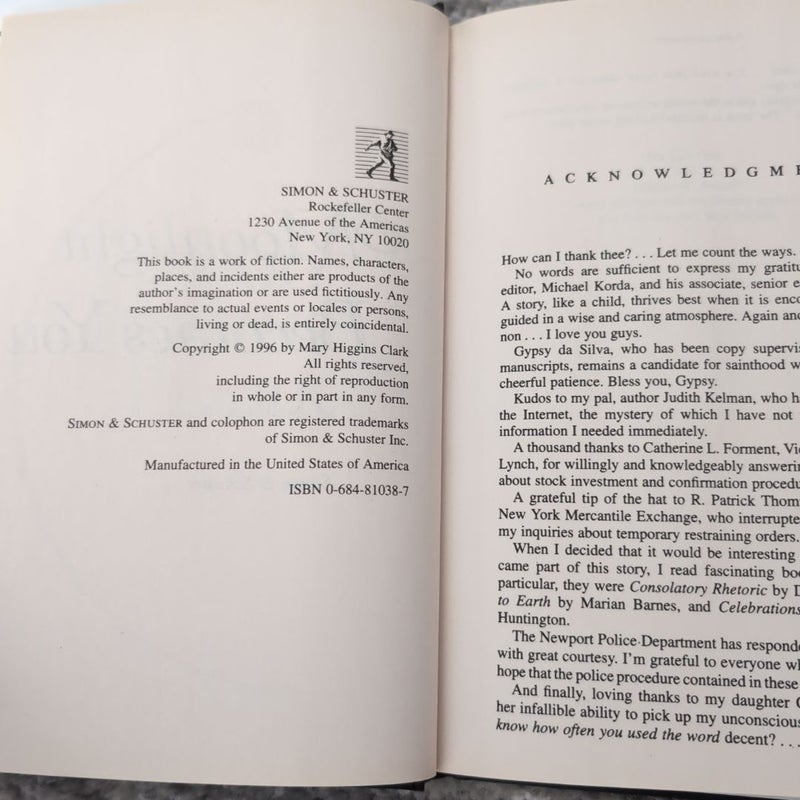 SIMON & SCHUSTER
Rockefeller Center
1230 Avenue of the Americas
New York, NY 10020
This book is a work of fiction. Names, characters,
places, and incidents either are products of the
author's imagination or are used fictitiously. Any
resemblance to actual events or locales or persons,
living or dead, is entirely coincidental.
Copyright © 1996 by Mary Higgins Clark
All rights reserved,
including the right of reproduction
in whole or in part in any form.
SIMON & SCHUSTER and colophon are registered trademarks
of Simon & Schuster Inc.
Manufactured in the United States of America
ISBN 0-684-81038-7
ACKNOWLEDGM
How can I thank thee? . . . Let me count the ways.
No words are sufficient to express my gratit
editor, Michael Korda, and his associate, senior e
A story, like a child, thrives best when it is enco
guided in a wise and caring atmosphere. Again and
non . . . I love you guys.
Gypsy da Silva, who has been copy supervis
manuscripts, remains a candidate for sainthood w
cheerful patience. Bless you, Gypsy.
Kudos to my pal, author Judith Kelman, who ha
the Internet, the mystery of which I have not
information I needed immediately.
A thousand thanks to Catherine L. Forment, Vic
Lynch, for willingly and knowledgeably answerin
about stock investment and confirmation procedu
A grateful tip of the hat to R. Patrick Thom
New York Mercantile Exchange, who interrupte
my inquiries about temporary restraining orders.
When I decided that it would be interesting
came part of this story, I read fascinating boo
particular, they were Consolatory Rhetoric by D
to Earth by Marian Barnes, and Celebrations
Huntington.
The Newport Police Department has responde
with great courtesy. I'm grateful to everyone wh
hope that the police procedure contained in these
And finally, loving thanks to my daughter C
her infallible ability to pick up my unconscious
know how often you used the word decent? . . .